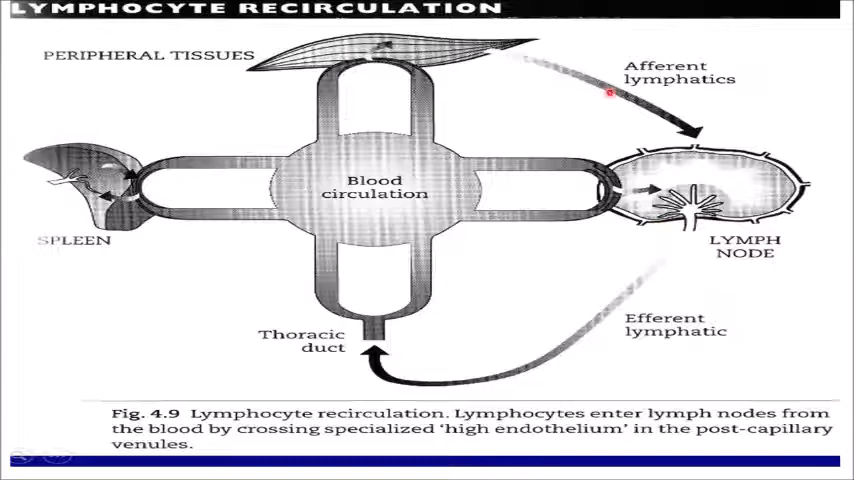 LYMPHOCYTE RECIRCULATION
PERIPHERAL TISSUES
Afferent
lymphatics
Blood
circulation
SPLEEN
LYMPH
NODE
Thoracic
duct
Efferent
lymphatic
Fig. 4.9 Lymphocyte recirculation. Lymphocytes enter lymph nodes from
the blood by crossing specialized ‘high endothelium’ in the post-capillary
venules.